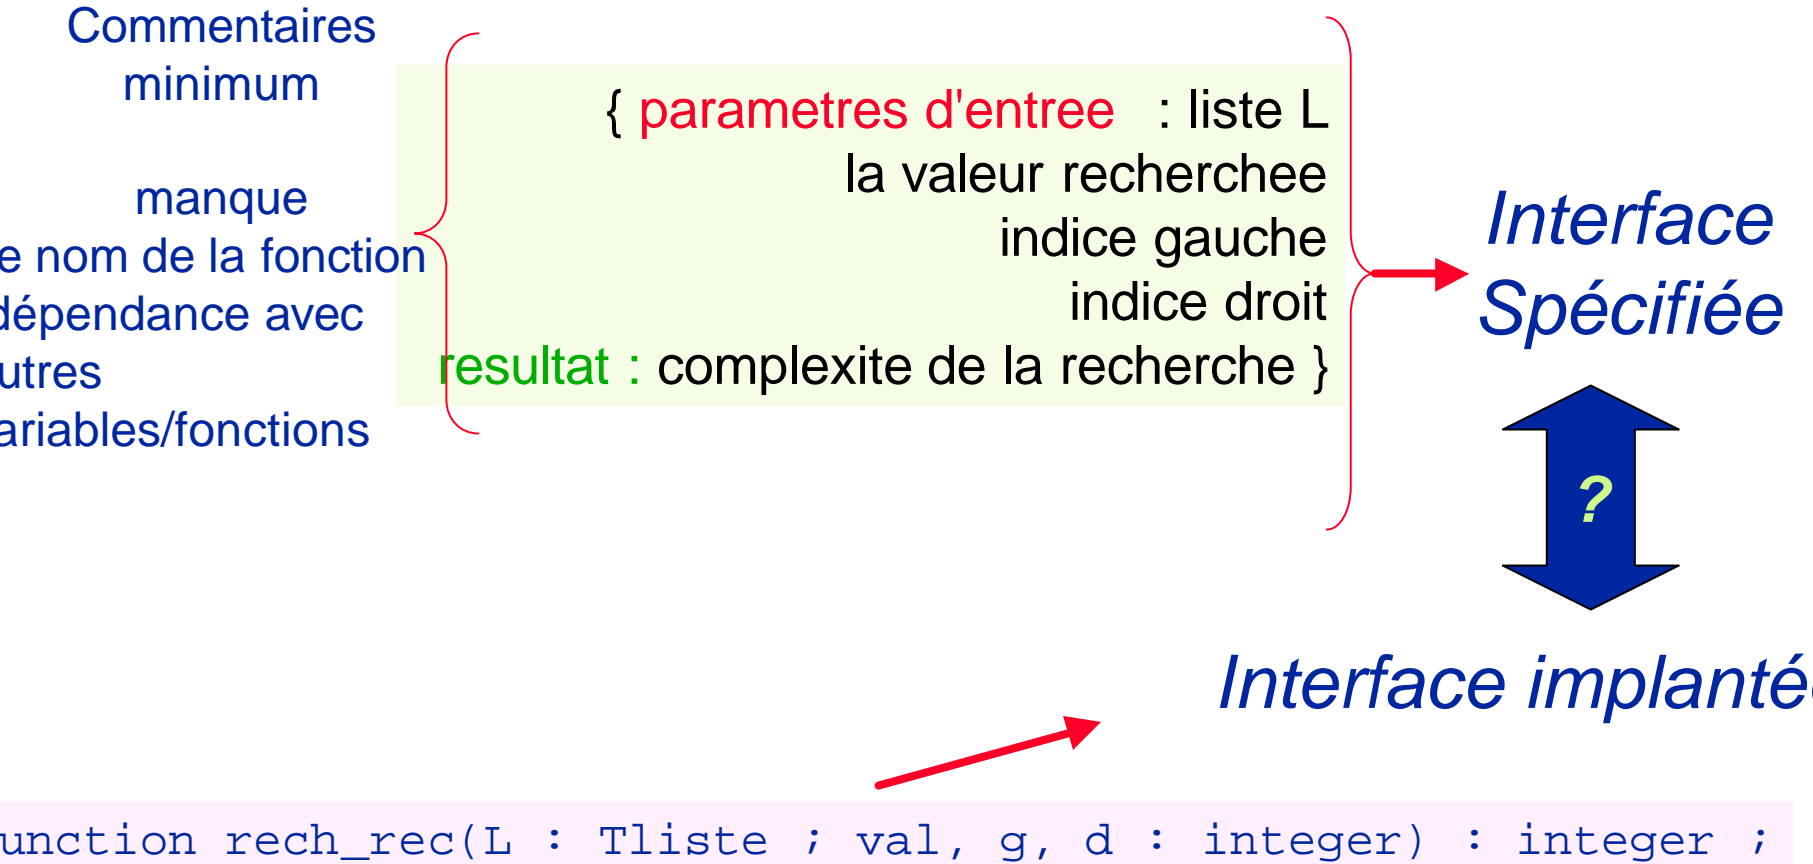 Commentaires
minimum
manque
e nom de la fonction
dépendance avec
utres
ariables/fonctions
{ parametres d'entree : liste L
la valeur recherchee
indice gauche
indice droit
resultat : complexite de la recherche }
Interface
Spécifiée
?
Interface implantée
unction rech_rec(L : Tliste ; val, g, d : integer) : integer ;